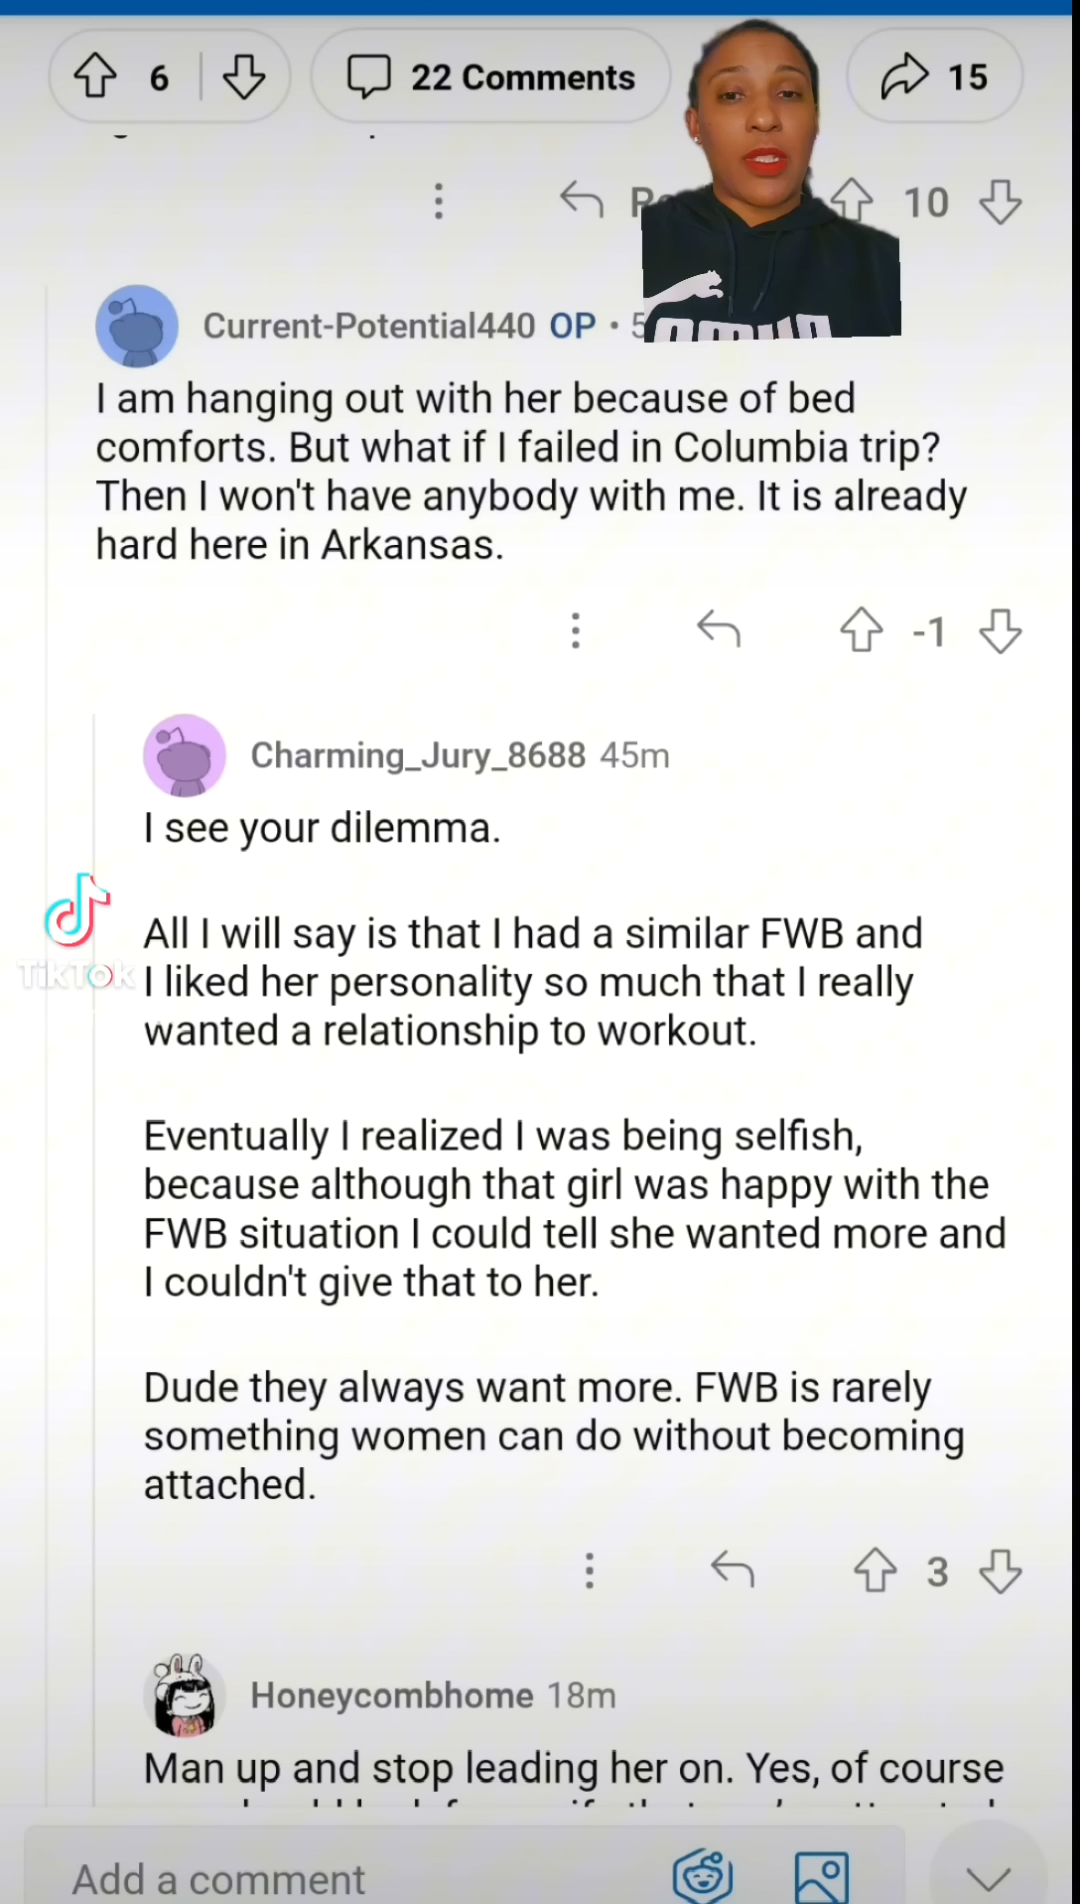 6
22 Comments
15
10
Current-Potential440 OP • 5
I am hanging out with her because of bed
comforts. But what if I failed in Columbia trip?
Then I won't have anybody with me. It is already
hard here in Arkansas.
-1
Charming_Jury_8688 45m
I see your dilemma.
All I will say is that I had a similar FWB and
I liked her personality so much that I really
wanted a relationship to workout.
TikTok
Eventually I realized I was being selfish,
because although that girl was happy with the
FWB situation I could tell she wanted more and
I couldn't give that to her.
Dude they always want more. FWB is rarely
something women can do without becoming
attached.
3
Honeycombhome 18m
Man up and stop leading her on. Yes, of course
Add a comment